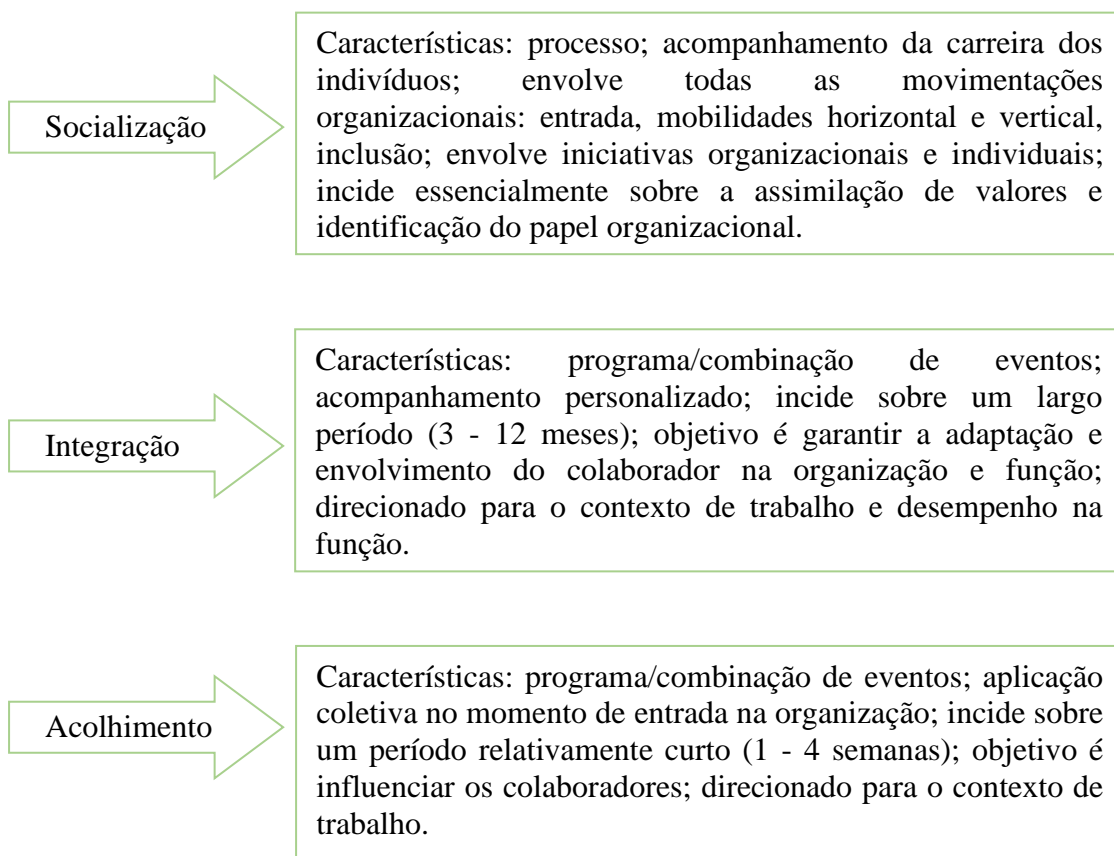 Socialização
Características: processo; acompanhamento da carreira dos
indivíduos; envolve todas as movimentações
organizacionais: entrada, mobilidades horizontal e vertical,
inclusão; envolve iniciativas organizacionais e individuais;
incide essencialmente sobre a assimilação de valores e
identificação do papel organizacional.
Integração
Características: programa/combinação de eventos;
acompanhamento personalizado; incide sobre um largo
período (3 - 12 meses); objetivo é garantir a adaptação e
envolvimento do colaborador na organização e função;
direcionado para o contexto de trabalho e desempenho na
função.
Acolhimento
Características: programa/combinação de eventos; aplicação
coletiva no momento de entrada na organização; incide sobre
um período relativamente curto (1 - 4 semanas); objetivo é
influenciar os colaboradores; direcionado para o contexto de
trabalho.